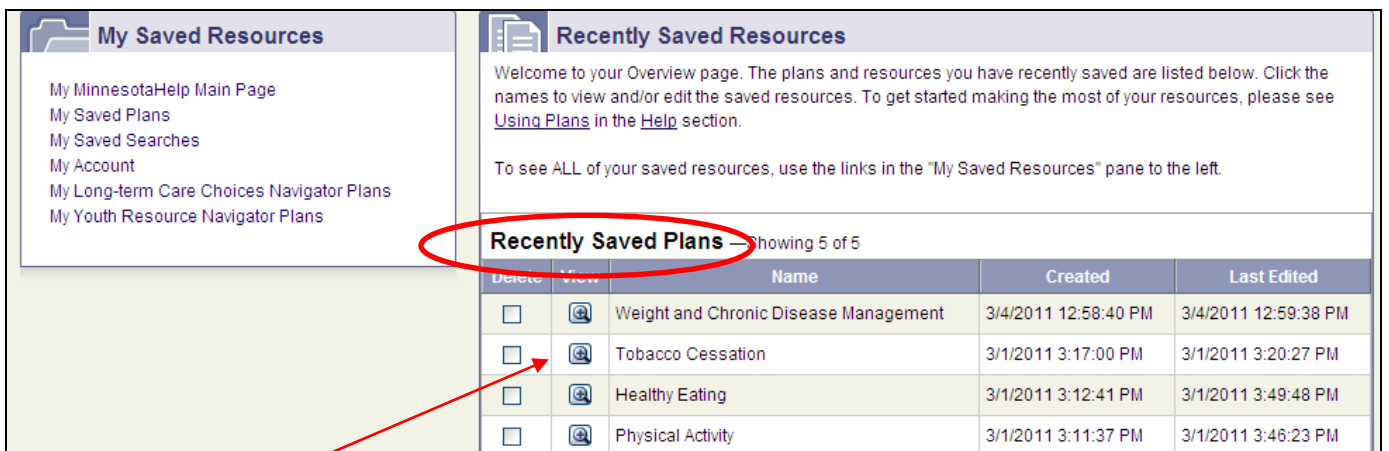 My Saved Resources
My MinnesotaHelp Main Page
My Saved Plans
My Saved Searches
My Account
My Long-term Care Choices Navigator Plans
My Youth Resource Navigator Plans
Recently Saved Resources
Welcome to your Overview page. The plans and resources you have recently saved are listed below. Click the
names to view and/or edit the saved resources. To get started making the most of your resources, please see
Using Plans in the Help section.
To see ALL of your saved resources, use the links in the "My Saved Resources" pane to the left.
Recently Saved Plans —Showing 5 of 5
Delete View Name Created Last Edited
Weight and Chronic Disease Management 3/4/2011 12:58:40 PM 3/4/2011 12:59:38 PM
Tobacco Cessation 3/1/2011 3:17:00 PM 3/1/2011 3:20:27 PM
Healthy Eating 3/1/2011 3:12:41 PM 3/1/2011 3:49:48 PM
Physical Activity 3/1/2011 3:11:37 PM 3/1/2011 3:46:23 PM